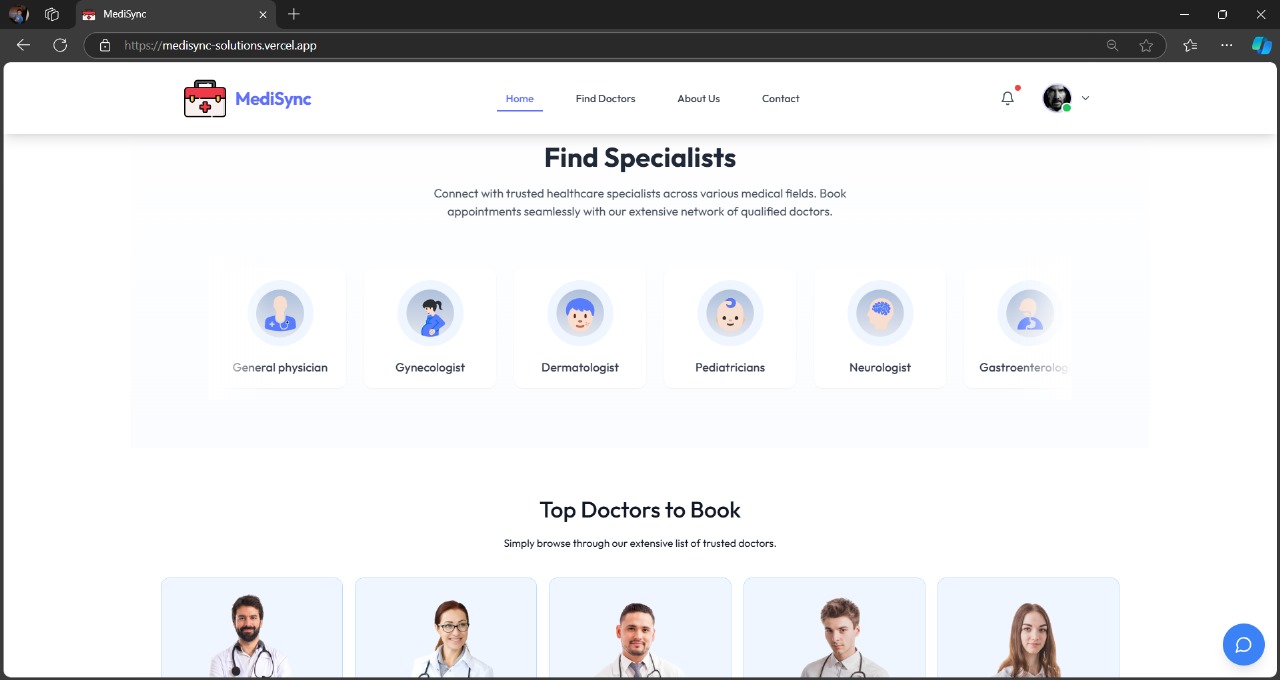 MediSync
https://medisync-solutions.vercel.app
MediSync
Home
Find Doctors
About Us
Contact
Find Specialists
Connect with trusted healthcare specialists across various medical fields. Book
appointments seamlessly with our extensive network of qualified doctors.
General physician
Gynecologist
Dermatologist
Pediatricians
Neurologist
Gastroenterolog
Top Doctors to Book
Simply browse through our extensive list of trusted doctors.